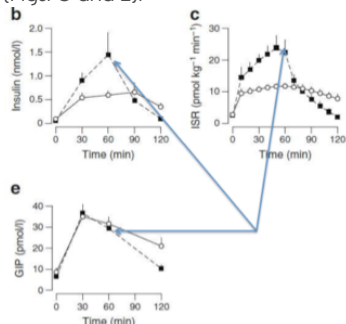 b
Insulin (nmol/l)
2.0
1.5
1.0
0.5
0
0 30 60 90 120
Time (min)
c
ISR (pmol kg⁻¹ min⁻¹)
30
20
10
0
0 30 60 90 120
Time (min)
e
GIP (pmol/l)
40
30
20
10
0
0 30 60 90 120
Time (min)